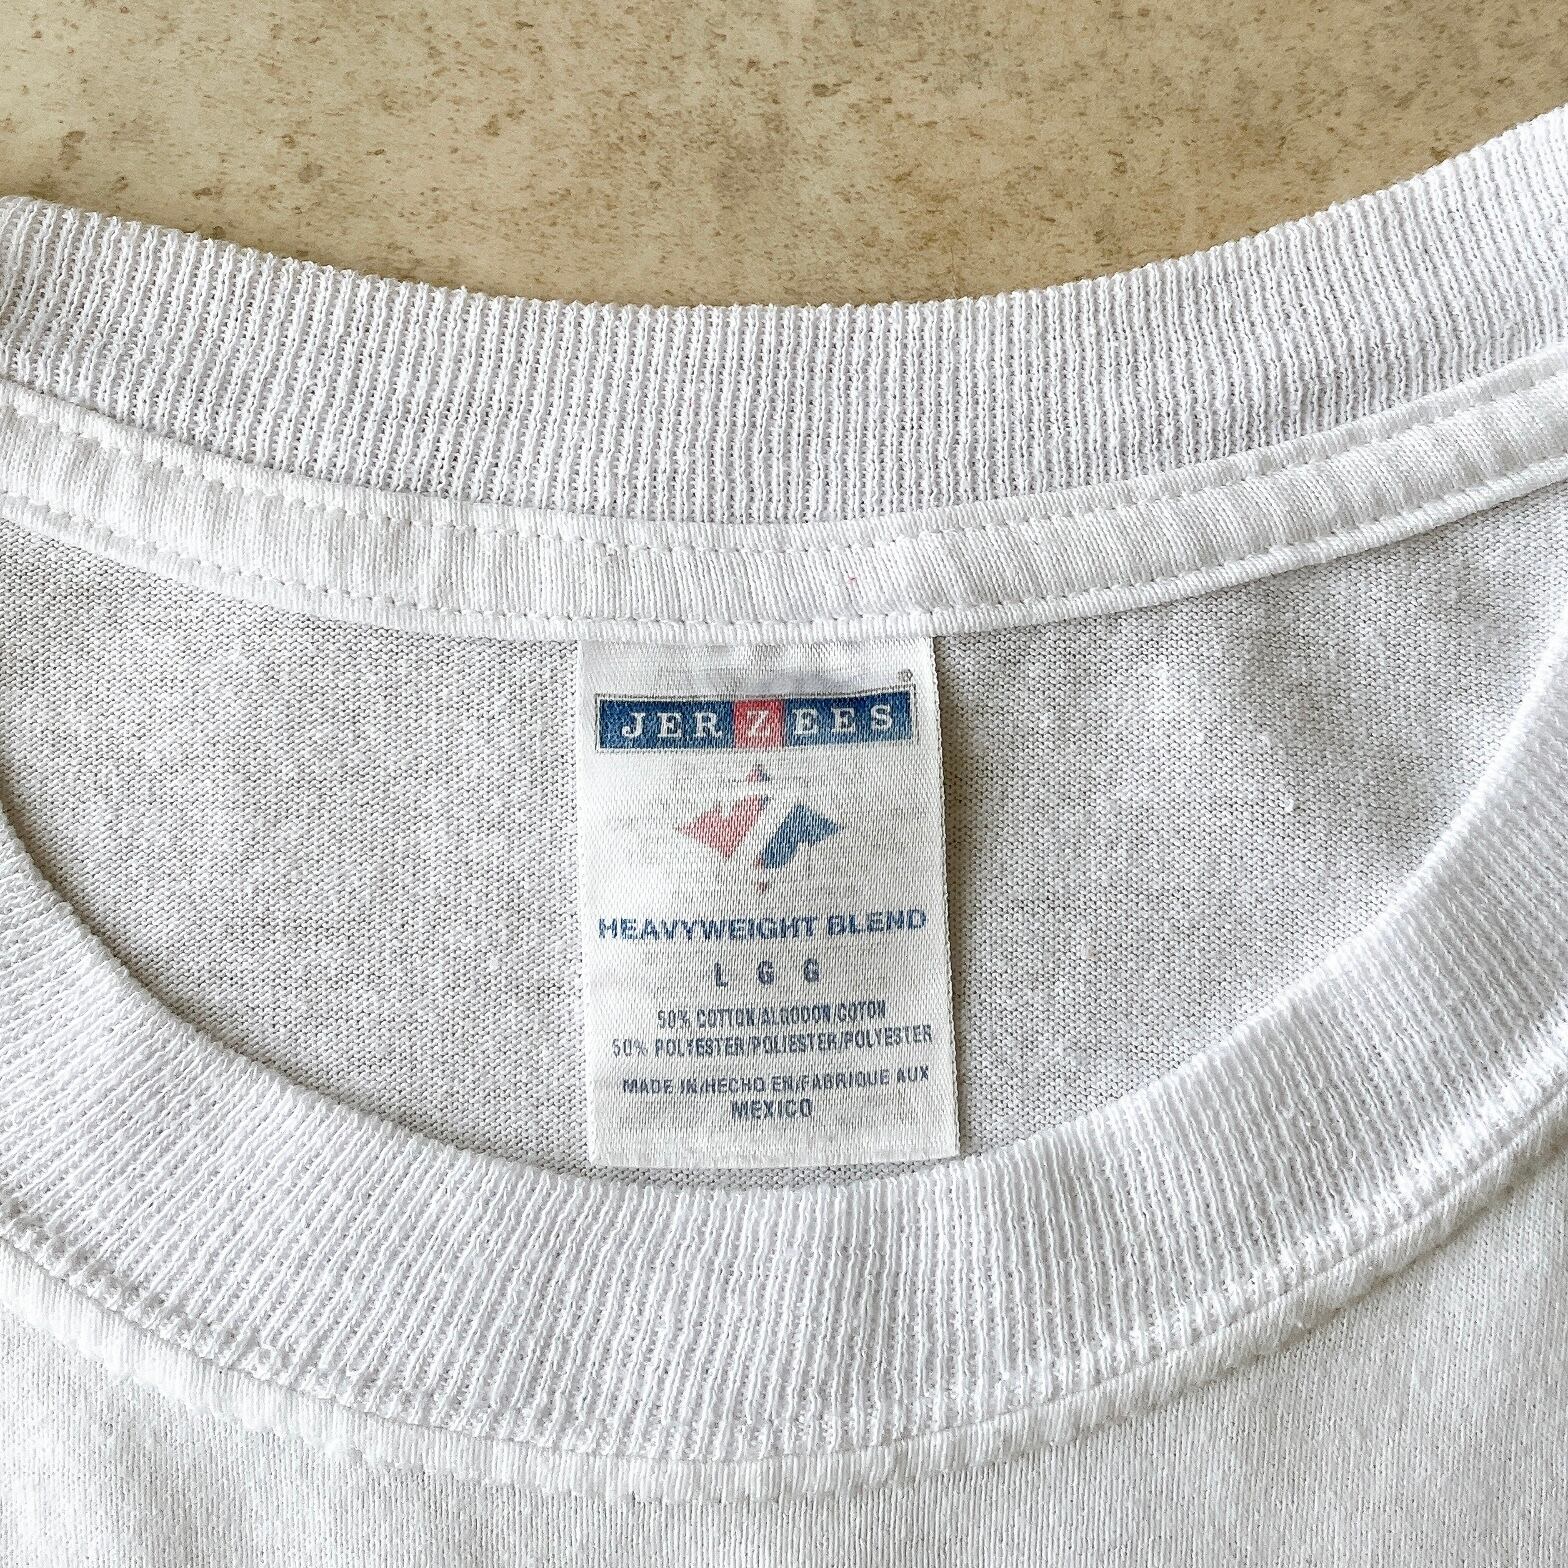 ®
JERZEES
HEAVYWEIGHT BLEND
L G G
50% COTTON/ALGODON/COTON
50% POLYESTER/POLIESTER/POLYESTER
MADE IN/HECHO EN/FABRIQUE AUX
MEXICO